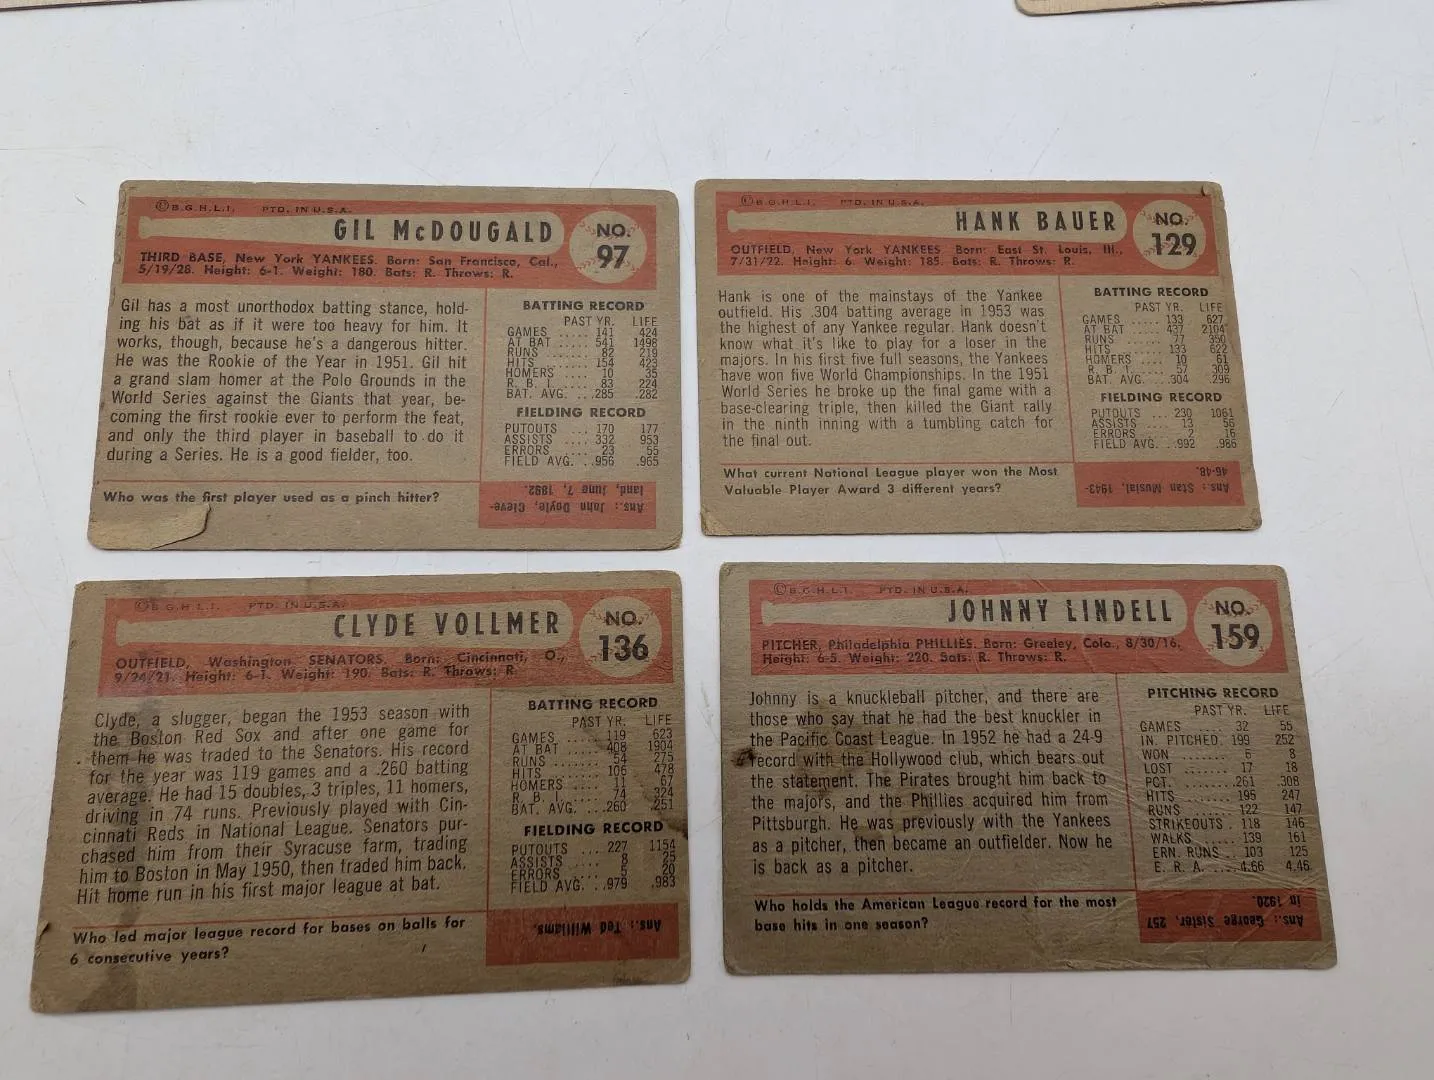 ©B.G.H.L.I. PTD. IN U.S.A.
GIL McDOUGALD
NO.
97
THIRD BASE, New York YANKEES. Born: San Francisco, Cal.,
5/19/28. Height: 6-1. Weight: 180. Bats: R. Throws: R.
Gil has a most unorthodox batting stance, hold-
ing his bat as if it were too heavy for him. It
works, though, because he's a dangerous hitter.
He was the Rookie of the Year in 1951. Gil hit
a grand slam homer at the Polo Grounds in the
World Series against the Giants that year, be-
coming the first rookie ever to perform the feat,
and only the third player in baseball to do it
during a Series. He is a good fielder, too.
BATTING RECORD
PAST YR. LIFE
GAMES ..... 141 424
AT BAT ..... 541 1498
RUNS ...... 82 219
HITS ...... 154 423
HOMERS .... 10 35
R. B. I. .... 83 224
BAT. AVG. .. .285 .282
FIELDING RECORD
PUTOUTS ... 170 177
ASSISTS .... 332 953
ERRORS .... 23 55
FIELD AVG. . .956 .965
Who was the first player used as a pinch hitter?
Ans.: John Doyle, Cleve-
land, June 7, 1892.
©B.G.H.L.I. PTD. IN U.S.A.
HANK BAUER
NO.
129
OUTFIELD, New York YANKEES. Born: East St. Louis, Ill.,
7/31/22. Height: 6. Weight: 185. Bats: R. Throws: R.
Hank is one of the mainstays of the Yankee
outfield. His .304 batting average in 1953 was
the highest of any Yankee regular. Hank doesn't
know what it's like to play for a loser in the
majors. In his first five full seasons, the Yankees
have won five World Championships. In the 1951
World Series he broke up the final game with a
base-clearing triple, then killed the Giant rally
in the ninth inning with a tumbling catch for
the final out.
BATTING RECORD
PAST YR. LIFE
GAMES ..... 133 627
AT BAT ..... 437 2104
RUNS ...... 77 350
HITS ...... 133 622
HOMERS .... 10 61
R. B. I. .... 57 309
BAT. AVG. .. .304 .296
FIELDING RECORD
PUTOUTS ... 230 1061
ASSISTS .... 13 56
ERRORS .... 2 16
FIELD AVG. . .992 .986
What current National League player won the Most
Valuable Player Award 3 different years?
Ans.: Stan Musial, 1943-
46-48.
©B.G.H.L.I. PTD. IN U.S.A.
CLYDE VOLLMER
NO.
136
OUTFIELD, Washington SENATORS. Born: Cincinnati, O.,
9/24/21. Height: 6-1. Weight: 190. Bats: R. Throws: R.
Clyde, a slugger, began the 1953 season with
the Boston Red Sox and after one game for
them he was traded to the Senators. His record
for the year was 119 games and a .260 batting
average. He had 15 doubles, 3 triples, 11 homers,
driving in 74 runs. Previously played with Cin-
cinnati Reds in National League. Senators pur-
chased him from their Syracuse farm, trading
him to Boston in May 1950, then traded him back.
Hit home run in his first major league at bat.
BATTING RECORD
PAST YR. LIFE
GAMES ..... 119 623
AT BAT ..... 408 1904
RUNS ...... 54 275
HITS ...... 106 478
HOMERS .... 11 67
R. B. I. .... 74 324
BAT. AVG. .. .260 .251
FIELDING RECORD
PUTOUTS ... 227 1154
ASSISTS .... 8 25
ERRORS .... 5 20
FIELD AVG. . .979 .983
Who led major league record for bases on balls for
6 consecutive years?
Ans.: Ted Williams.
©B.G.H.L.I. PTD. IN U.S.A.
JOHNNY LINDELL
NO.
159
PITCHER, Philadelphia PHILLIES. Born: Greeley, Colo., 8/30/16.
Height: 6-5. Weight: 220. Bats: R. Throws: R.
Johnny is a knuckleball pitcher, and there are
those who say that he had the best knuckler in
the Pacific Coast League. In 1952 he had a 24-9
record with the Hollywood club, which bears out
the statement. The Pirates brought him back to
the majors, and the Phillies acquired him from
Pittsburgh. He was previously with the Yankees
as a pitcher, then became an outfielder. Now he
is back as a pitcher.
PITCHING RECORD
PAST YR. LIFE
GAMES ..... 32 55
IN. PITCHED. 199 252
WON ...... 8
LOST ...... 17 18
PCT. ...... .261 .308
HITS ...... 195 247
RUNS ...... 122 147
STRIKEOUTS . 118 146
WALKS ..... 139 161
ERN. RUNS .. 103 125
E. R. A. .... 4.66 4.46
Who holds the American League record for the most
base hits in one season?
Ans.: George Sisler, 257
in 1920.